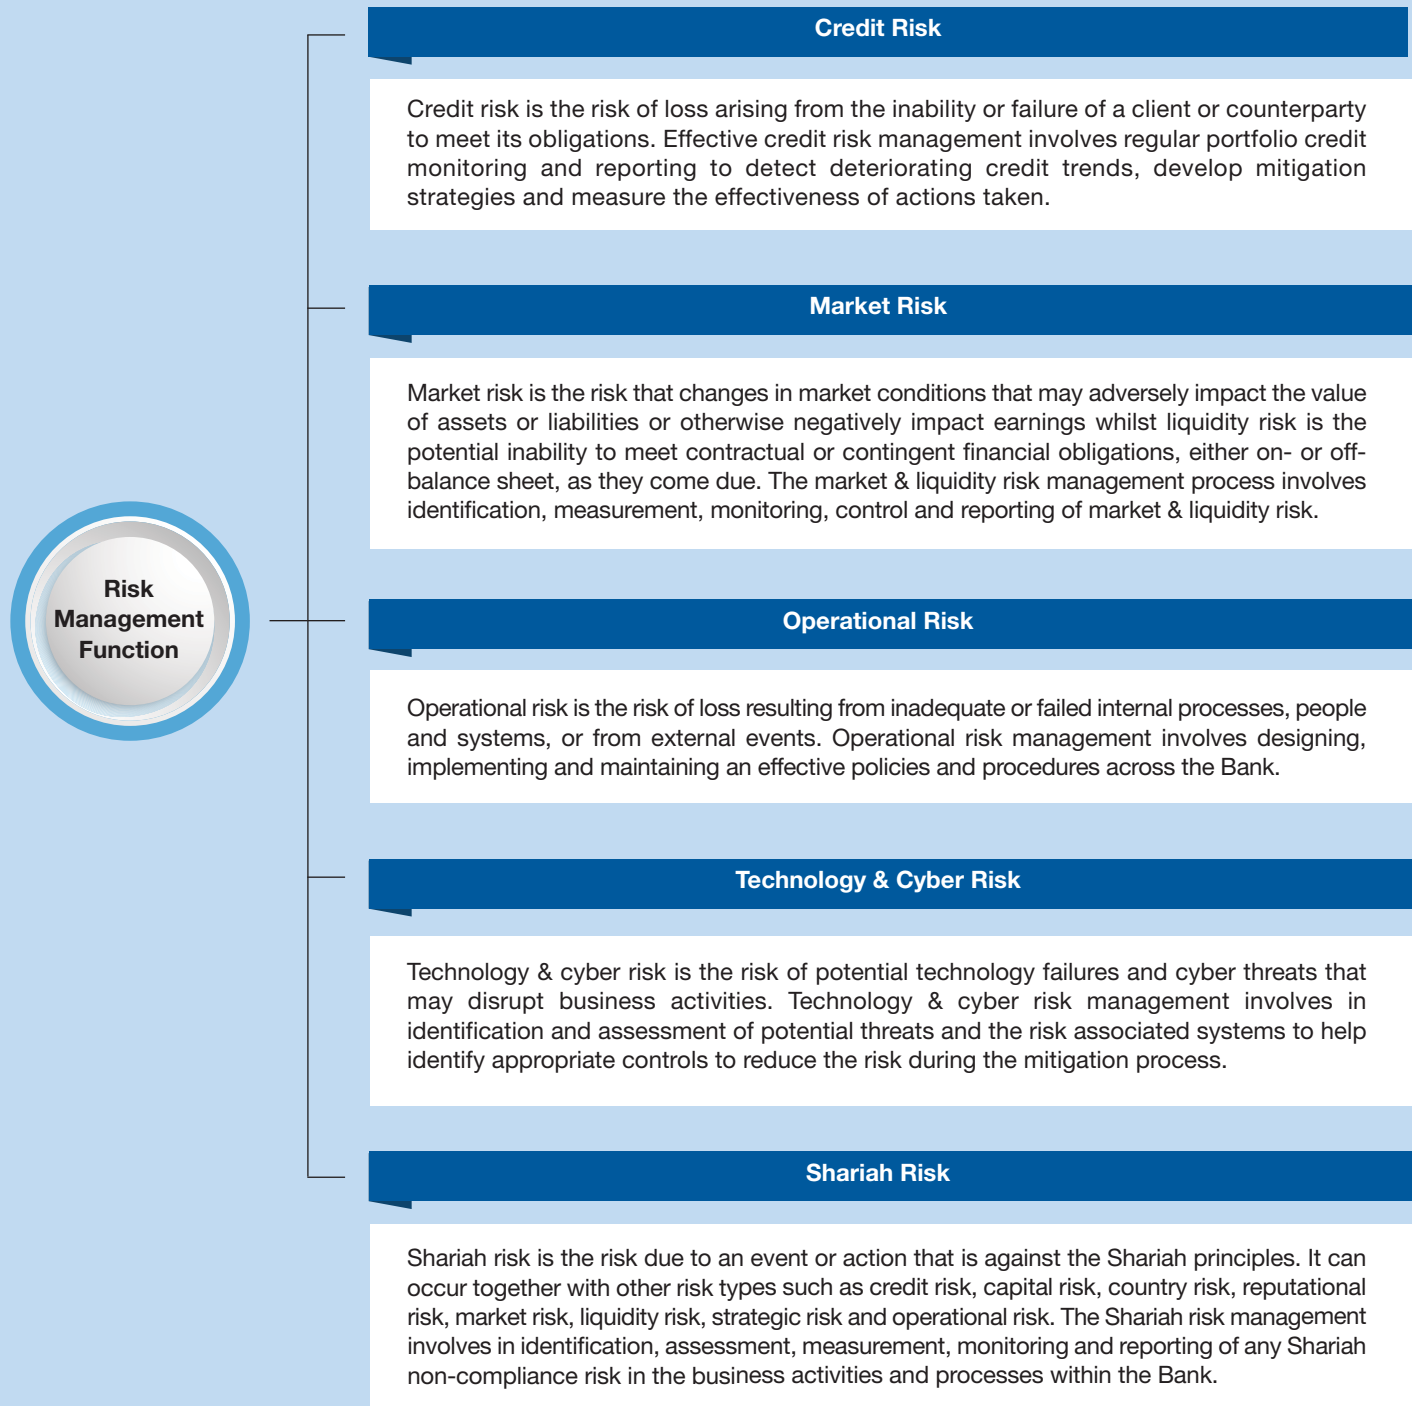 Credit Risk
Credit risk is the risk of loss arising from the inability or failure of a client or counterparty
to meet its obligations. Effective credit risk management involves regular portfolio credit
monitoring and reporting to detect deteriorating credit trends, develop mitigation
strategies and measure the effectiveness of actions taken.
Market Risk
Market risk is the risk that changes in market conditions that may adversely impact the value
of assets or liabilities or otherwise negatively impact earnings whilst liquidity risk is the
potential inability to meet contractual or contingent financial obligations, either on- or off-
balance sheet, as they come due. The market & liquidity risk management process involves
identification, measurement, monitoring, control and reporting of market & liquidity risk.
Risk
Management
Function
Operational Risk
Operational risk is the risk of loss resulting from inadequate or failed internal processes, people
and systems, or from external events. Operational risk management involves designing,
implementing and maintaining an effective policies and procedures across the Bank.
Technology & Cyber Risk
Technology & cyber risk is the risk of potential technology failures and cyber threats that
may disrupt business activities. Technology & cyber risk management involves in
identification and assessment of potential threats and the risk associated systems to help
identify appropriate controls to reduce the risk during the mitigation process.
Shariah Risk
Shariah risk is the risk due to an event or action that is against the Shariah principles. It can
occur together with other risk types such as credit risk, capital risk, country risk, reputational
risk, market risk, liquidity risk, strategic risk and operational risk. The Shariah risk management
involves in identification, assessment, measurement, monitoring and reporting of any Shariah
non-compliance risk in the business activities and processes within the Bank.